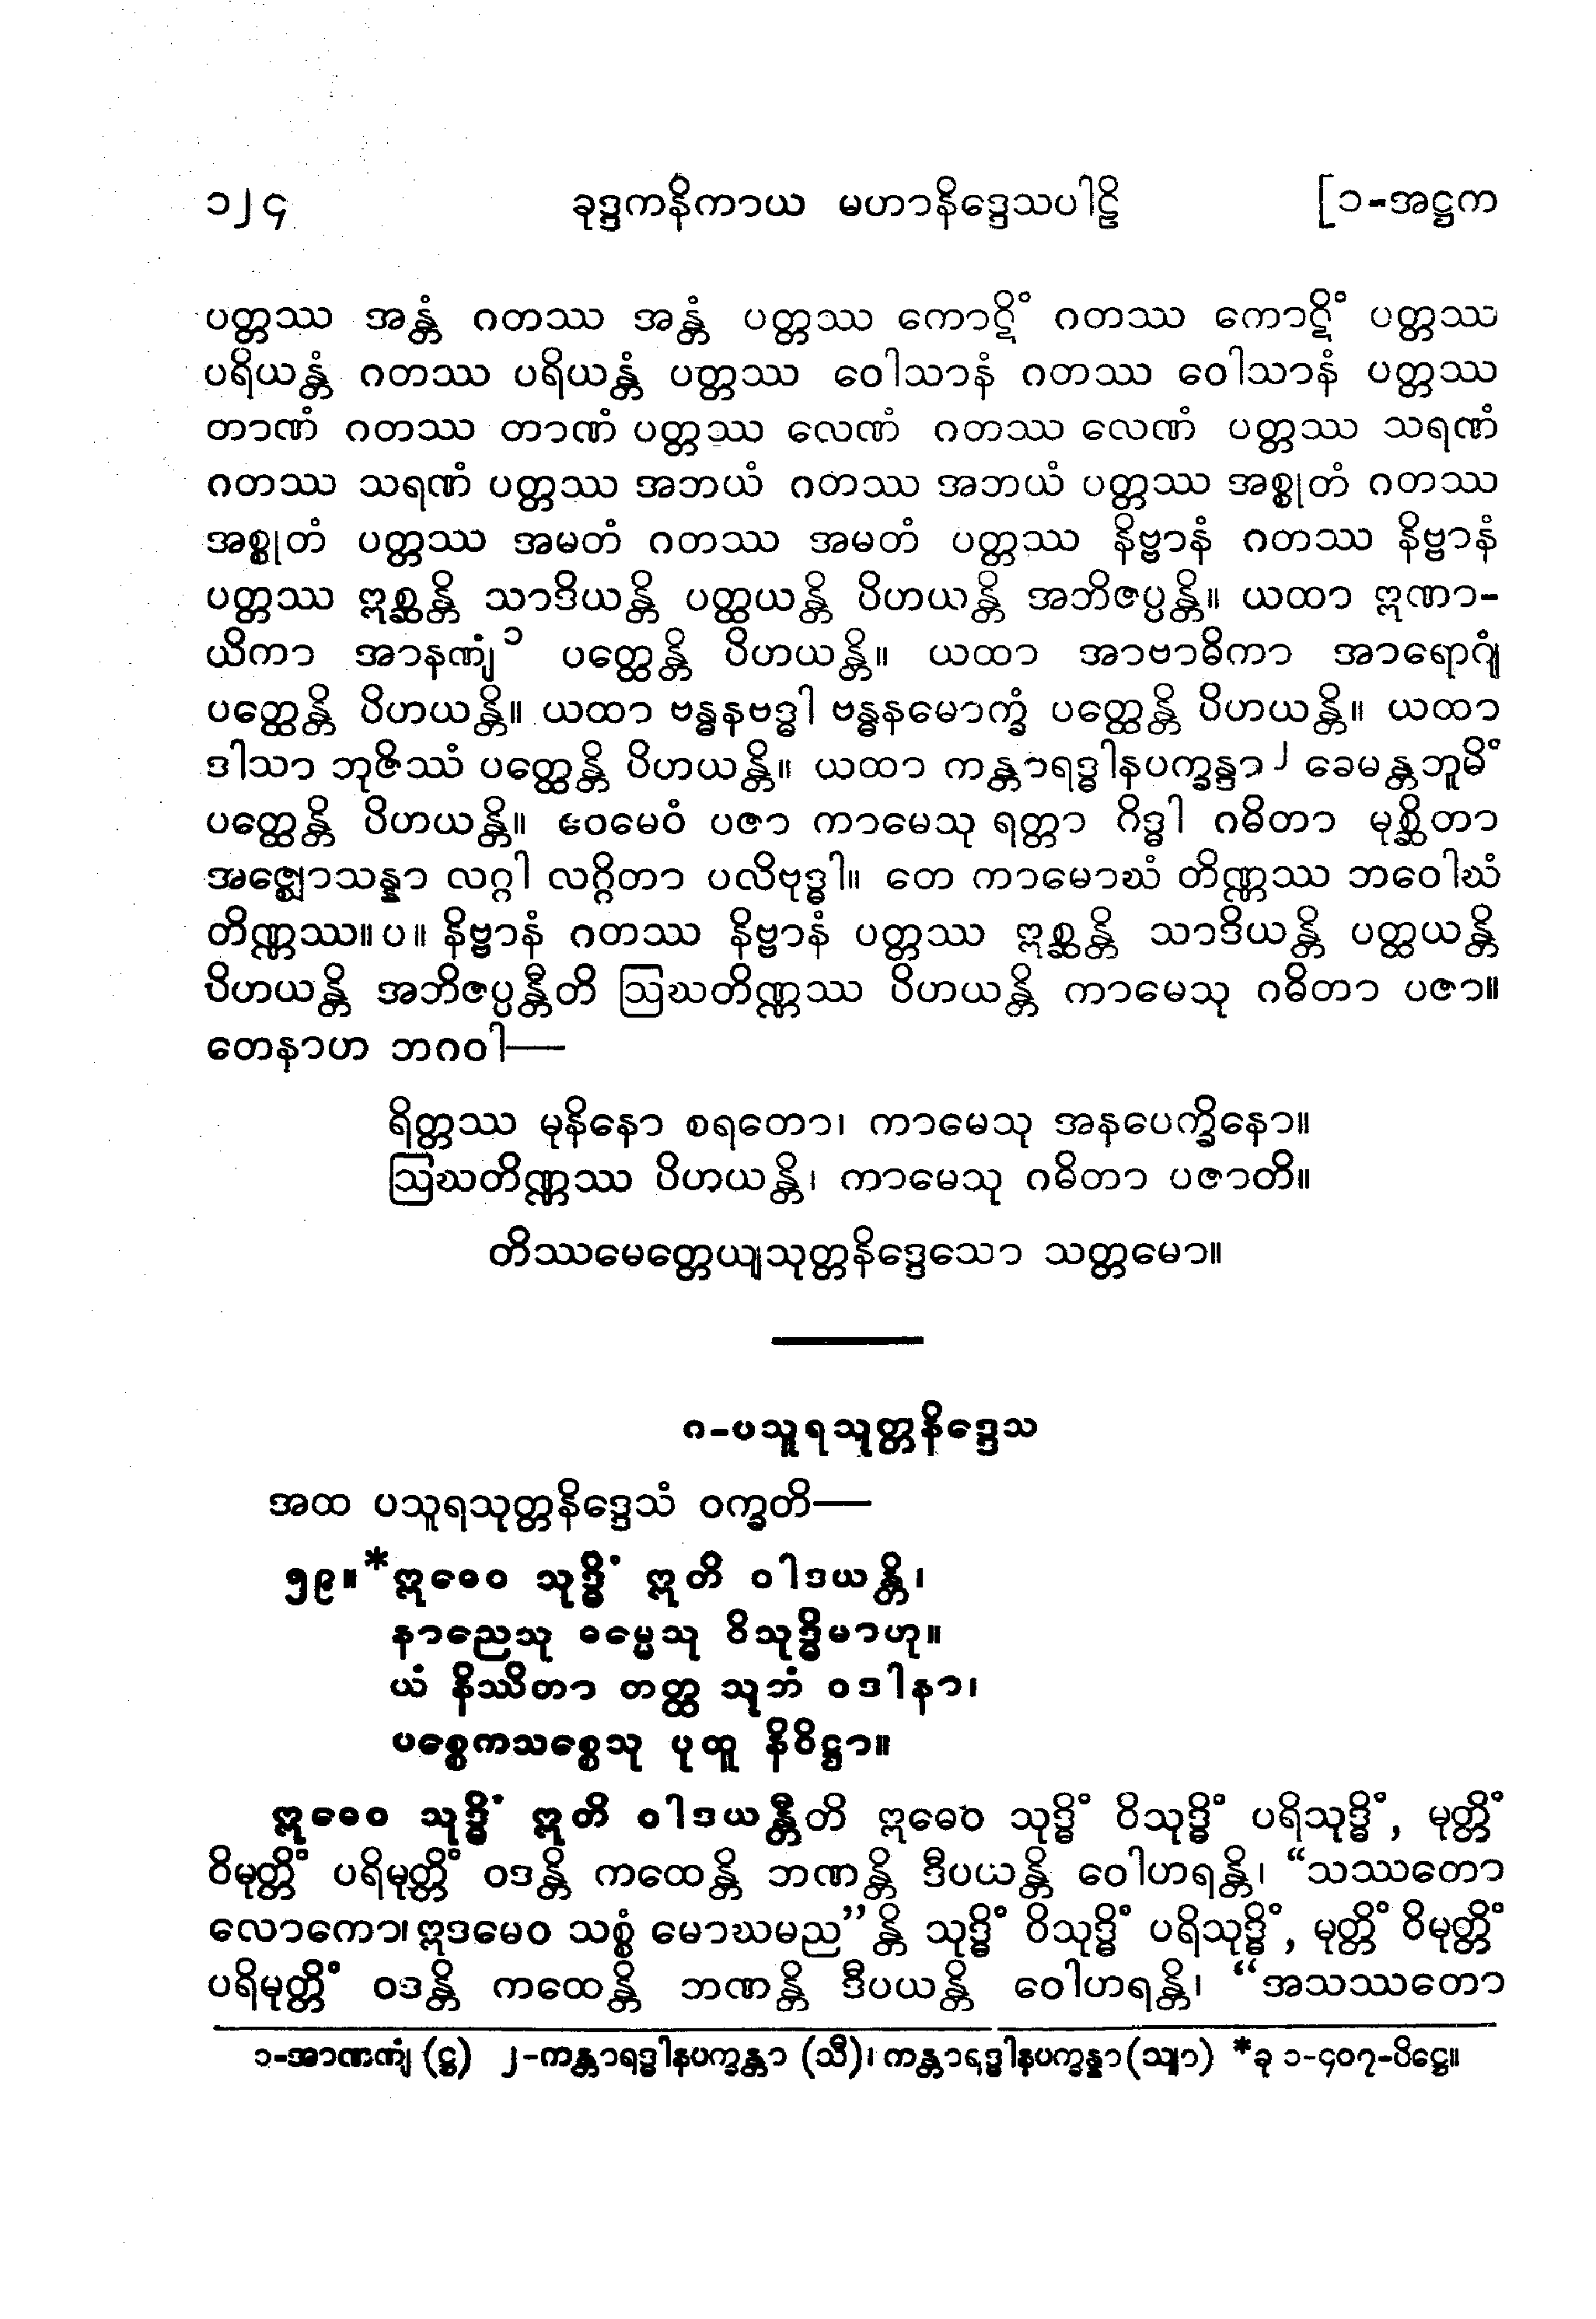 ၁၂၄ ခုဒ္ဒကနိကာယ မဟာနိဒ္ဒေသပါဠိ [၁-အဋ္ဌက
ပတ္တဿ အန္တံ ဂတဿ အန္တံ ပတ္တဿ ကောဋိံ ဂတဿ ကောဋိံ ပတ္တဿ
ပရိယန္တံ ဂတဿ ပရိယန္တံ ပတ္တဿ ဝေါသာနံ ဂတဿ ဝေါသာနံ ပတ္တဿ
တာဏံ ဂတဿ တာဏံ ပတ္တဿ လေဏံ ဂတဿ လေဏံ ပတ္တဿ သရဏံ
ဂတဿ သရဏံ ပတ္တဿ အဘယံ ဂတဿ အဘယံ ပတ္တဿ အစ္စုတံ ဂတဿ
အစ္စုတံ ပတ္တဿ အမတံ ဂတဿ အမတံ ပတ္တဿ နိဗ္ဗာနံ ဂတဿ နိဗ္ဗာနံ
ပတ္တဿ ဣစ္ဆန္တိ သာဒိယန္တိ ပတ္ထယန္တိ ပိဟယန္တိ အဘိဇပ္ပန္တိ။ ယထာ ဣဏာ-
ယိကာ အာနဏျံ၁ ပတ္ထေန္တိ ပိဟယန္တိ။ ယထာ အာဗာဓိကာ အာရောဂျံ
ပတ္ထေန္တိ ပိဟယန္တိ။ ယထာ ဗန္ဓနဗဒ္ဓါ ဗန္ဓနမောက္ခံ ပတ္ထေန္တိ ပိဟယန္တိ။ ယထာ
ဒါသာ ဘုဇိဿံ ပတ္ထေန္တိ ပိဟယန္တိ။ ယထာ ကန္တာရဒ္ဓါနပက္ခန္ဒာ၂ ခေမန္တဘူမိံ
ပတ္ထေန္တိ ပိဟယန္တိ။ ဧဝမေဝံ ပဇာ ကာမေသု ရတ္တာ ဂိဒ္ဓါ ဂဓိတာ မုစ္ဆိတာ
အဇ္ဈောသန္နာ လဂ္ဂါ လဂ္ဂိတာ ပလိဗုဒ္ဓါ။ တေ ကာမောဃံ တိဏ္ဏဿ ဘဝေါဃံ
တိဏ္ဏဿ။ပ။ နိဗ္ဗာနံ ဂတဿ နိဗ္ဗာနံ ပတ္တဿ ဣစ္ဆန္တိ သာဒိယန္တိ ပတ္ထယန္တိ
ပိဟယန္တိ အဘိဇပ္ပန္တီတိ ဩဃတိဏ္ဏဿ ပိဟယန္တိ ကာမေသု ဂဓိတာ ပဇာ။
တေနာဟ ဘဂဝါ—
ရိတ္တဿ မုနိနော စရတော၊ ကာမေသု အနပေက္ခိနော။
ဩဃတိဏ္ဏဿ ပိဟယန္တိ၊ ကာမေသု ဂဓိတာ ပဇာတိ။
တိဿမေတ္တေယျသုတ္တနိဒ္ဒေသော သတ္တမော။
ဂ-ပသူရသုတ္တနိဒ္ဒေသ
အထ ပသူရသုတ္တနိဒ္ဒေသံ ဝက္ခတိ—
၅၉။*ဣဓေဝ သုဒ္ဓိံ ဣတိ ဝါဒယန္တိ၊
နာညေသု ဓမ္မေသု ဝိသုဒ္ဓိမာဟု။
ယံ နိဿိတာ တတ္ထ သုဘံ ဝဒါနာ၊
ပစ္စေကသစ္စေသု ပုထူ နိဝိဋ္ဌာ။
ဣဓေဝ သုဒ္ဓိံ ဣတိ ဝါဒယန္တီတိ ဣဓေဝ သုဒ္ဓိံ ဝိသုဒ္ဓိံ ပရိသုဒ္ဓိံ, မုတ္တိံ
ဝိမုတ္တိံ ပရိမုတ္တိံ ဝဒန္တိ ကထေန္တိ ဘဏန္တိ ဒီပယန္တိ ဝေါဟရန္တိ၊ “သဿတော
လောကော၊ ဣဒမေဝ သစ္စံ မောဃမည”န္တိ သုဒ္ဓိံ ဝိသုဒ္ဓိံ ပရိသုဒ္ဓိံ, မုတ္တိံ ဝိမုတ္တိံ
ပရိမုတ္တိံ ဝဒန္တိ ကထေန္တိ ဘဏန္တိ ဒီပယန္တိ ဝေါဟရန္တိ၊ “အသဿတော
၁-အာဏဏျံ (ဋ္ဌ) ၂-ကန္တာရဒ္ဓါနပက္ခန္တာ (သီ)၊ ကန္တာရဒ္ဓါနပက္ခန္နာ (သျာ) *ခု ၁-၄၀၇-ပိဋ္ဌေ။